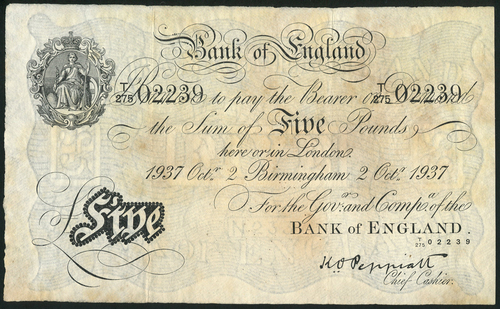 Bank of England
T/275 02239 T/275 02239
Promise to pay the Bearer on Demand
the Sum of Five Pounds
here or in London
1937 Octr. 2 Birmingham 2 Octr. 1937
For the Govr. and Compa. of the
BANK of ENGLAND.
T/275 02239
Five
K O Peppiatt
Chief Cashier.